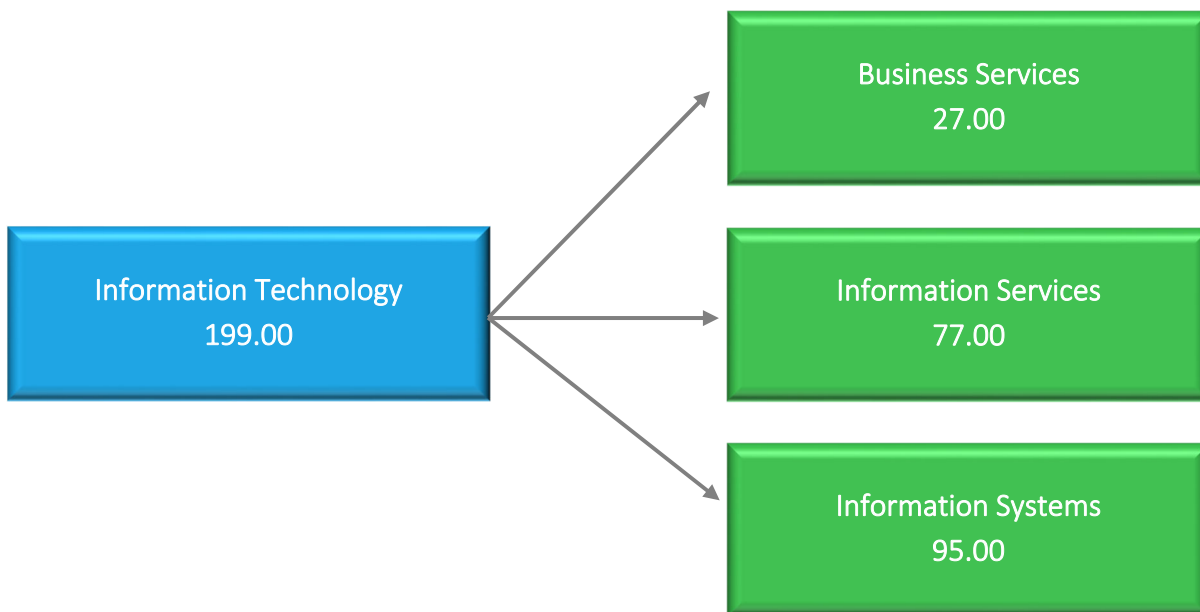 Business Services
27.00
Information Technology
199.00
Information Services
77.00
Information Systems
95.00